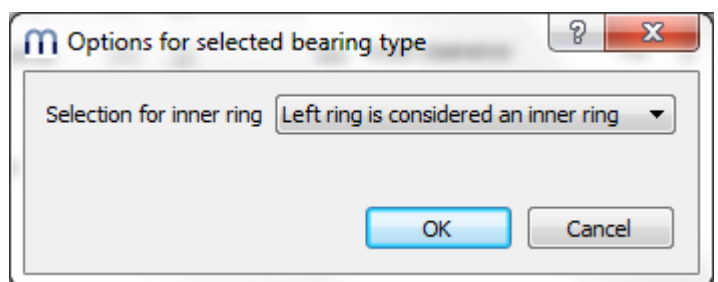 Options for selected bearing type
Selection for inner ring Left ring is considered an inner ring
OK Cancel